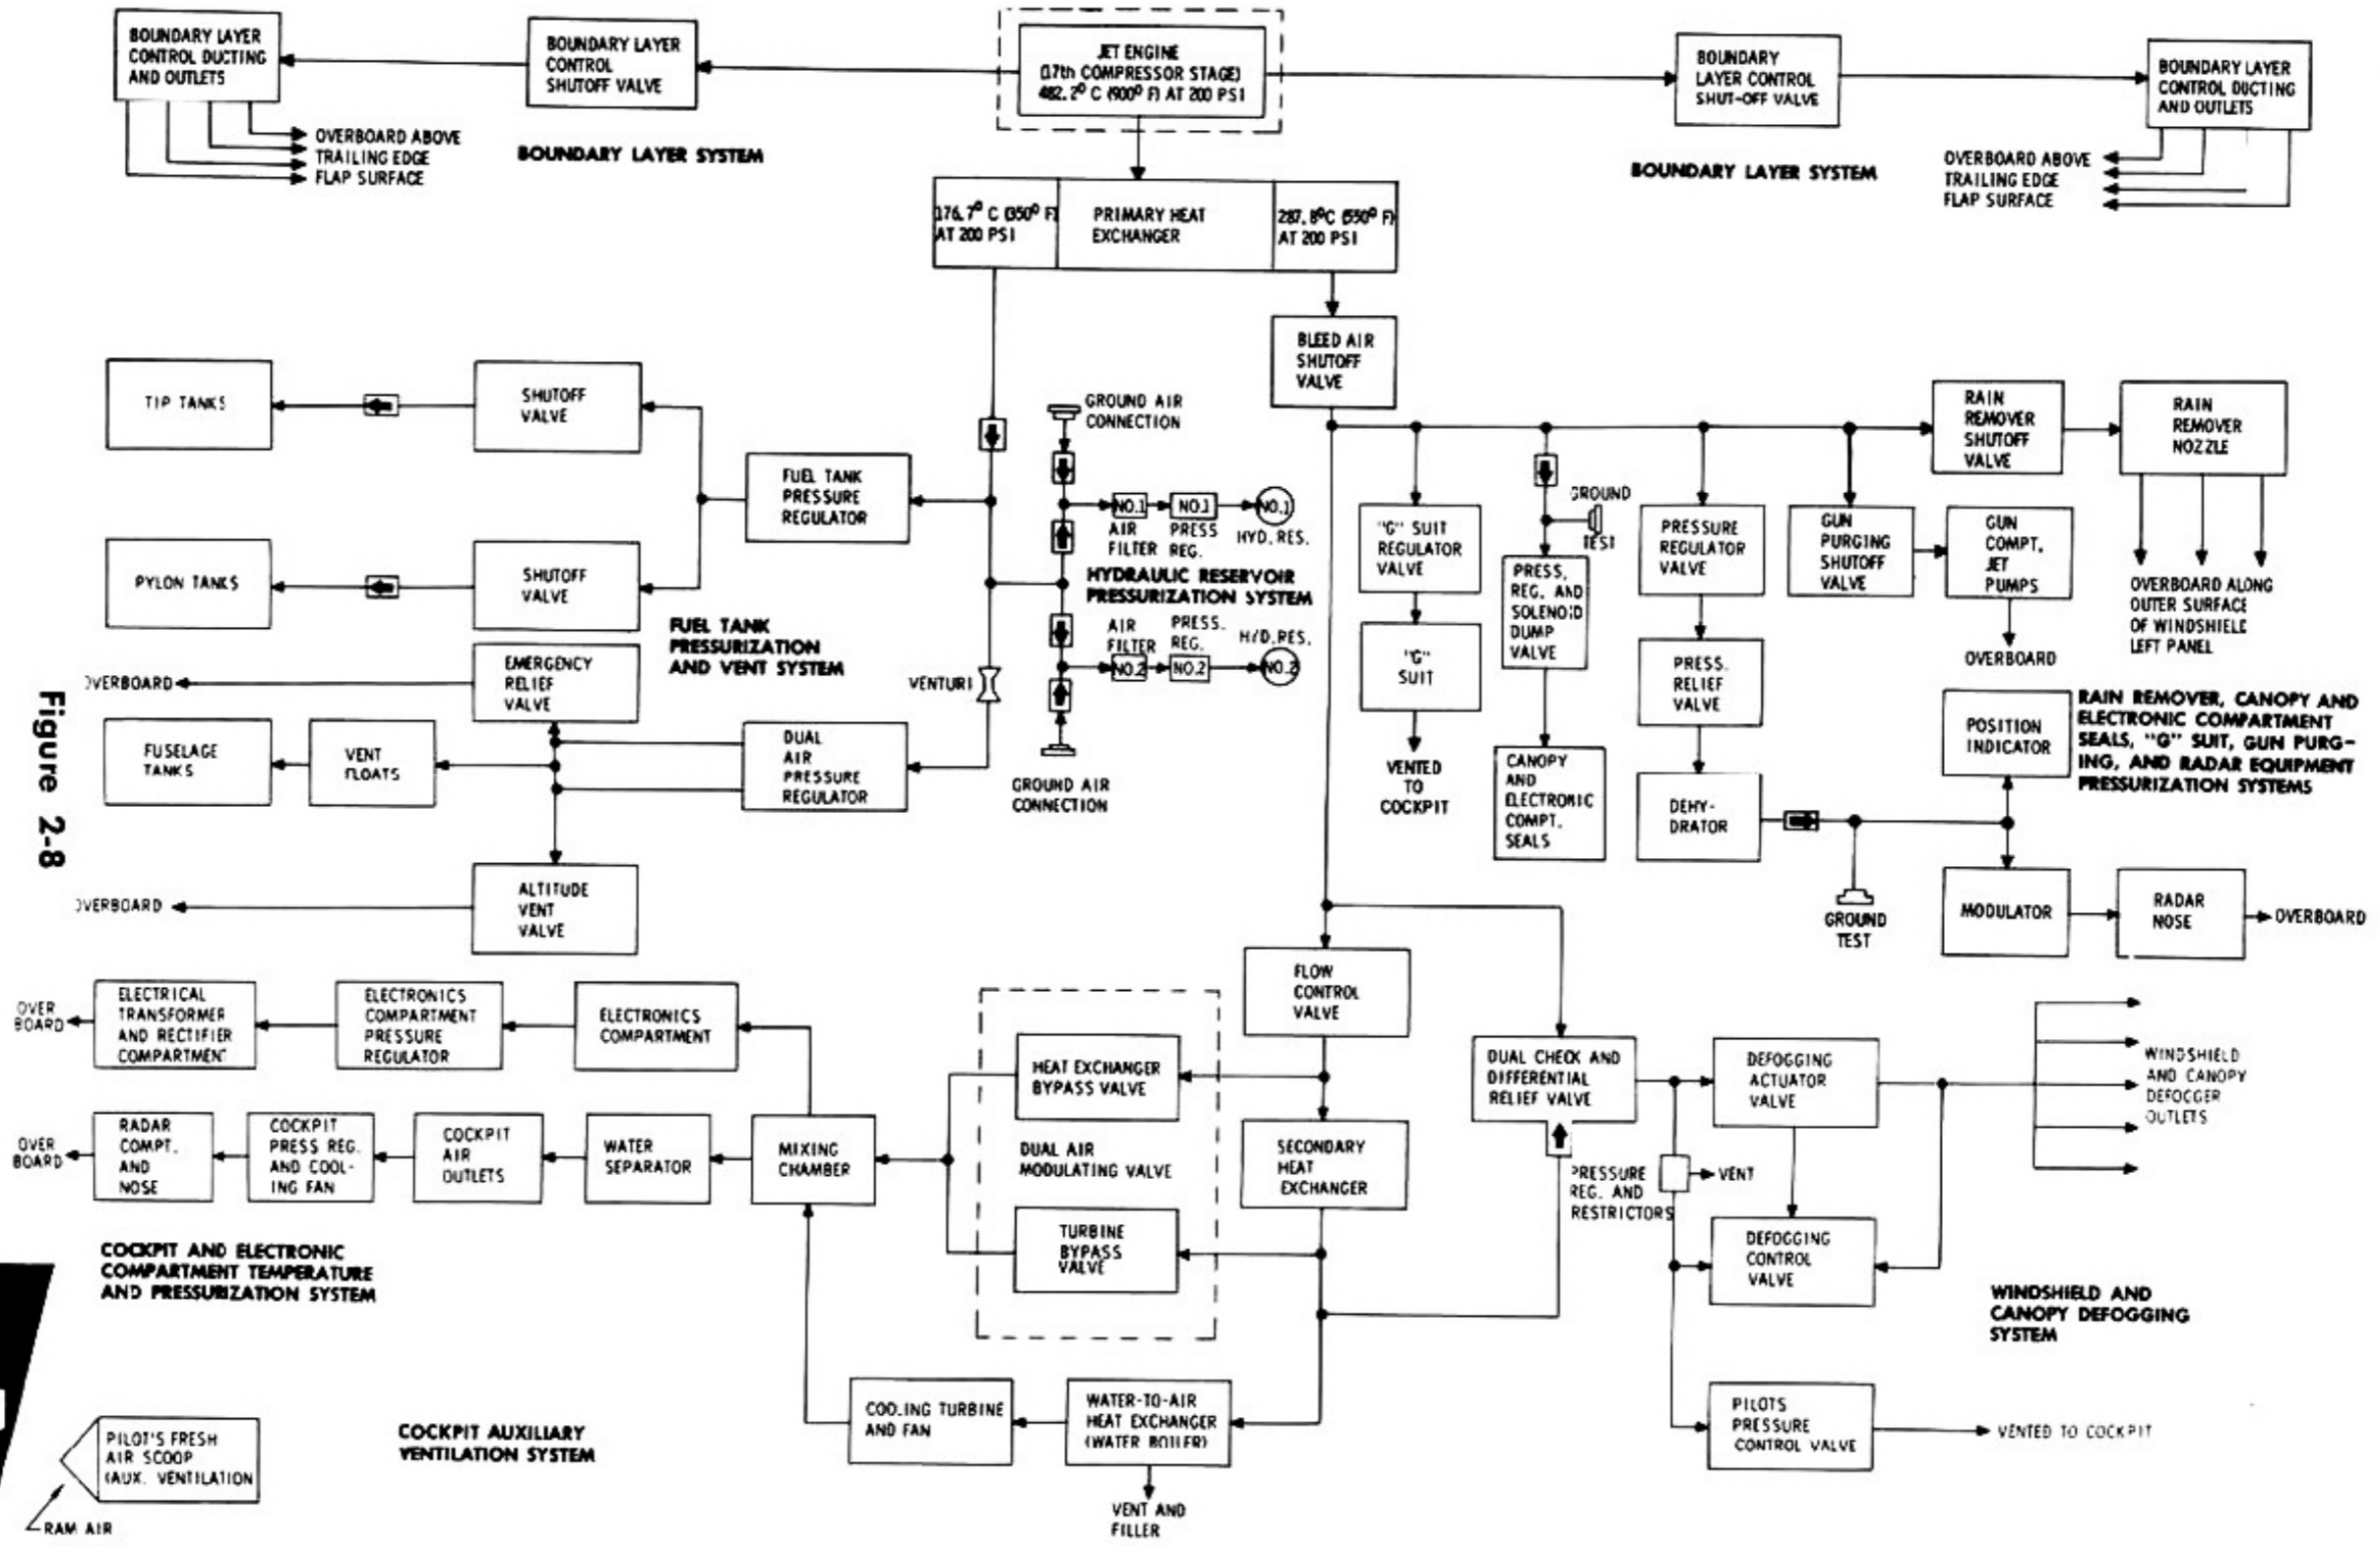 BOUNDARY LAYER
CONTROL DUCTING
AND OUTLETS
BOUNDARY LAYER
CONTROL
SHUTOFF VALVE
JET ENGINE
(17th COMPRESSOR STAGE)
482.2° C (900° F) AT 200 PSI
BOUNDARY
LAYER CONTROL
SHUT-OFF VALVE
BOUNDARY LAYER
CONTROL DUCTING
AND OUTLETS
OVERBOARD ABOVE
TRAILING EDGE
FLAP SURFACE
BOUNDARY LAYER SYSTEM
BOUNDARY LAYER SYSTEM
OVERBOARD ABOVE
TRAILING EDGE
FLAP SURFACE
176.7° C (350° F)
AT 200 PSI
PRIMARY HEAT
EXCHANGER
287.8°C (550° F)
AT 200 PSI
BLEED AIR
SHUTOFF
VALVE
TIP TANKS
SHUTOFF
VALVE
FUEL TANK
PRESSURE
REGULATOR
PYLON TANKS
SHUTOFF
VALVE
FUEL TANK
PRESSURIZATION
AND VENT SYSTEM
GROUND AIR
CONNECTION
NO.1
NO.1
NO.1
AIR
FILTER
PRESS
REG.
HYD. RES.
HYDRAULIC RESERVOIR
PRESSURIZATION SYSTEM
AIR
FILTER
PRESS.
REG.
HYD.RES.
NO.2
NO.2
NO.2
GROUND AIR
CONNECTION
VENTURI
OVERBOARD
EMERGENCY
RELIEF
VALVE
FUSELAGE
TANKS
VENT
FLOATS
DUAL
AIR
PRESSURE
REGULATOR
OVERBOARD
ALTITUDE
VENT
VALVE
Figure 2-8
"G" SUIT
REGULATOR
VALVE
"G"
SUIT
VENTED
TO
COCKPIT
GROUND
TEST
PRESS.
REG. AND
SOLENOID
DUMP
VALVE
CANOPY
AND
ELECTRONIC
COMPT.
SEALS
PRESSURE
REGULATOR
VALVE
PRESS.
RELIEF
VALVE
DEHY-
DRATOR
GUN
PURGING
SHUTOFF
VALVE
GUN
COMPT.
JET
PUMPS
OVERBOARD
RAIN
REMOVER
SHUTOFF
VALVE
RAIN
REMOVER
NOZZLE
OVERBOARD ALONG
OUTER SURFACE
OF WINDSHIELD
LEFT PANEL
RAIN REMOVER, CANOPY AND
ELECTRONIC COMPARTMENT
SEALS, "G" SUIT, GUN PURG-
ING, AND RADAR EQUIPMENT
PRESSURIZATION SYSTEMS
POSITION
INDICATOR
GROUND
TEST
MODULATOR
RADAR
NOSE
OVERBOARD
OVER
BOARD
ELECTRICAL
TRANSFORMER
AND RECTIFIER
COMPARTMENT
ELECTRONICS
COMPARTMENT
PRESSURE
REGULATOR
ELECTRONICS
COMPARTMENT
OVER
BOARD
RADAR
COMPT.
AND
NOSE
COCKPIT
PRESS REG.
AND COOL-
ING FAN
COCKPIT
AIR
OUTLETS
WATER
SEPARATOR
MIXING
CHAMBER
HEAT EXCHANGER
BYPASS VALVE
DUAL AIR
MODULATING VALVE
TURBINE
BYPASS
VALVE
FLOW
CONTROL
VALVE
SECONDARY
HEAT
EXCHANGER
DUAL CHECK AND
DIFFERENTIAL
RELIEF VALVE
DEFOGGING
ACTUATOR
VALVE
WINDSHIELD
AND CANOPY
DEFOGGER
OUTLETS
PRESSURE
REG. AND
RESTRICTORS
VENT
DEFOGGING
CONTROL
VALVE
WINDSHIELD AND
CANOPY DEFOGGING
SYSTEM
PILOTS
PRESSURE
CONTROL VALVE
VENTED TO COCKPIT
COCKPIT AND ELECTRONIC
COMPARTMENT TEMPERATURE
AND PRESSURIZATION SYSTEM
COOLING TURBINE
AND FAN
WATER-TO-AIR
HEAT EXCHANGER
(WATER BOILER)
VENT AND
FILLER
COCKPIT AUXILIARY
VENTILATION SYSTEM
PILOT'S FRESH
AIR SCOOP
(AUX. VENTILATION
RAM AIR